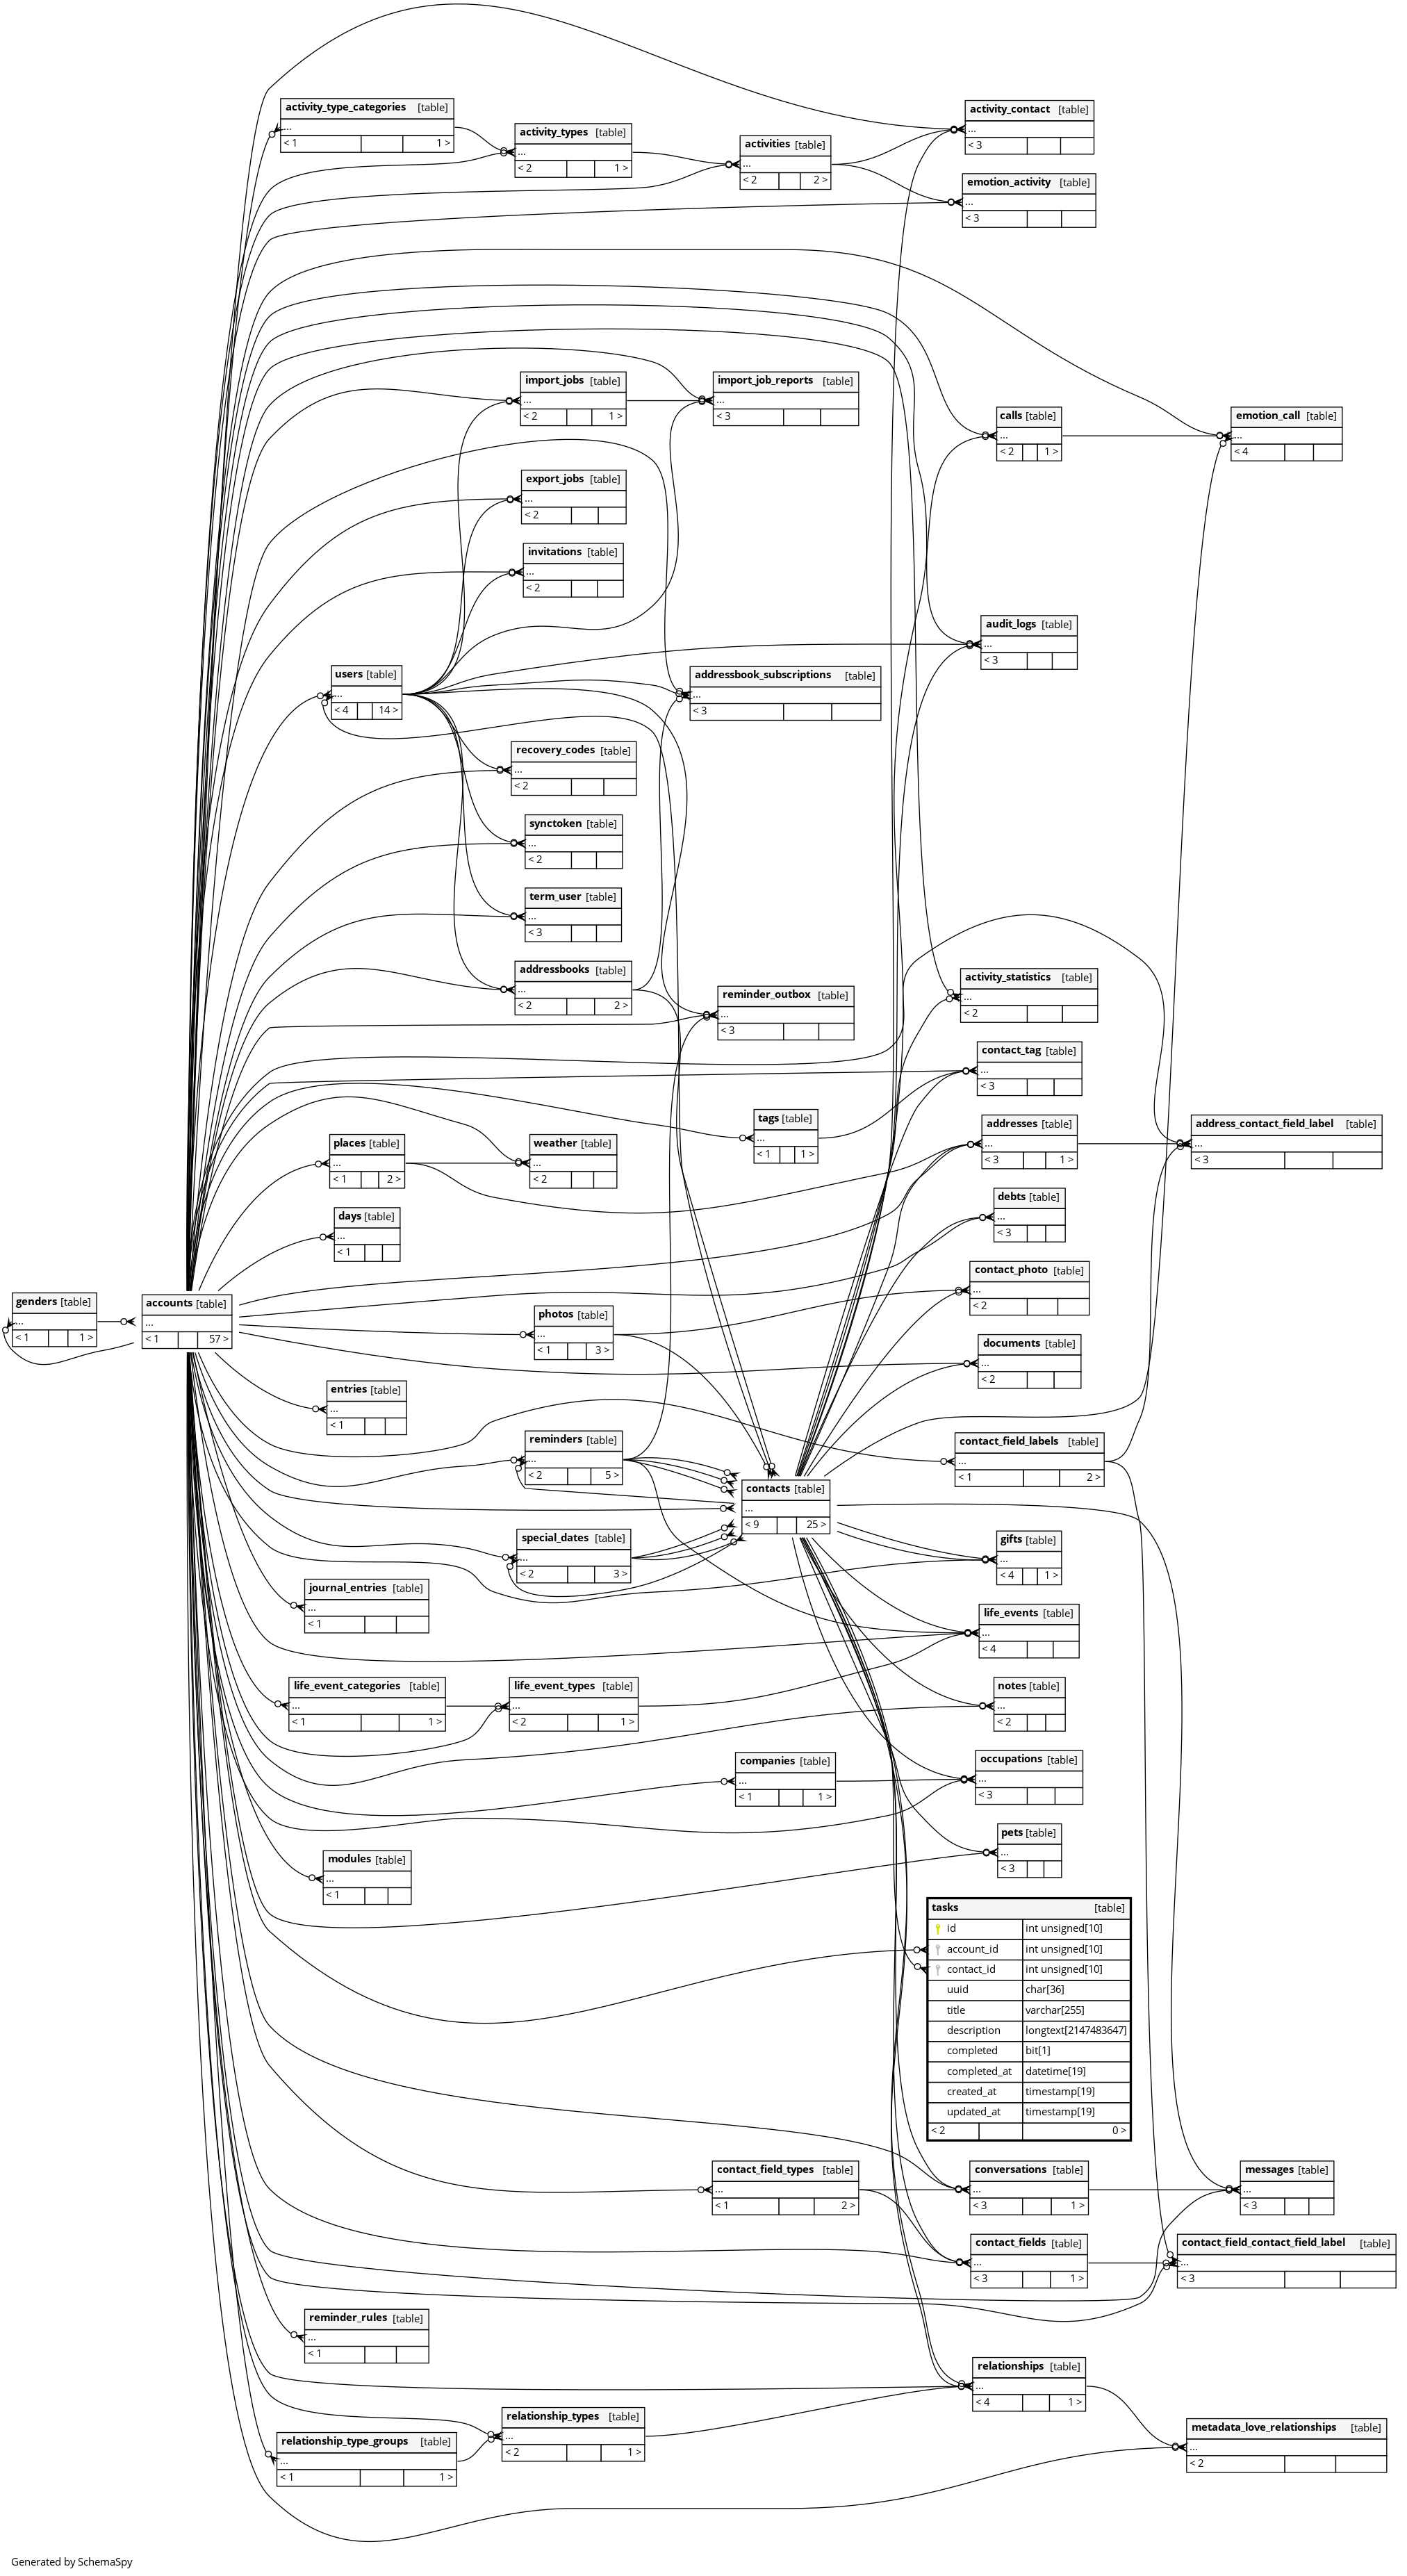 activity_type_categories [table]
...
< 1 1 >
activity_contact [table]
...
< 3
activity_types [table]
...
< 2 1 >
activities [table]
...
< 2 2 >
emotion_activity [table]
...
< 3
import_jobs [table]
...
< 2 1 >
import_job_reports [table]
...
< 3
calls [table]
...
< 2 1 >
emotion_call [table]
...
< 4
export_jobs [table]
...
< 2
invitations [table]
...
< 2
audit_logs [table]
...
< 3
users [table]
...
< 4 14 >
addressbook_subscriptions [table]
...
< 3
recovery_codes [table]
...
< 2
synctoken [table]
...
< 2
term_user [table]
...
< 3
addressbooks [table]
...
< 2 2 >
activity_statistics [table]
...
< 2
reminder_outbox [table]
...
< 3
contact_tag [table]
...
< 3
tags [table]
...
< 1 1 >
addresses [table]
...
< 3 1 >
address_contact_field_label [table]
...
< 3
places [table]
...
< 1 2 >
weather [table]
...
< 2
debts [table]
...
< 3
days [table]
...
< 1
contact_photo [table]
...
< 2
genders [table]
...
< 1 1 >
accounts [table]
...
< 1 57 >
photos [table]
...
< 1 3 >
documents [table]
...
< 2
entries [table]
...
< 1
reminders [table]
...
< 2 5 >
contact_field_labels [table]
...
< 1 2 >
contacts [table]
...
< 9 25 >
special_dates [table]
...
< 2 3 >
gifts [table]
...
< 4 1 >
journal_entries [table]
...
< 1
life_events [table]
...
< 4
life_event_categories [table]
...
< 1 1 >
life_event_types [table]
...
< 2 1 >
notes [table]
...
< 2
companies [table]
...
< 1 1 >
occupations [table]
...
< 3
pets [table]
...
< 3
modules [table]
...
< 1
tasks [table]
id int unsigned[10]
account_id int unsigned[10]
contact_id int unsigned[10]
uuid char[36]
title varchar[255]
description longtext[2147483647]
completed bit[1]
completed_at datetime[19]
created_at timestamp[19]
updated_at timestamp[19]
< 2 0 >
contact_field_types [table]
...
< 1 2 >
conversations [table]
...
< 3 1 >
messages [table]
...
< 3
contact_fields [table]
...
< 3 1 >
contact_field_contact_field_label [table]
...
< 3
reminder_rules [table]
...
< 1
relationships [table]
...
< 4 1 >
relationship_types [table]
...
< 2 1 >
metadata_love_relationships [table]
...
< 2
relationship_type_groups [table]
...
< 1 1 >
Generated by SchemaSpy